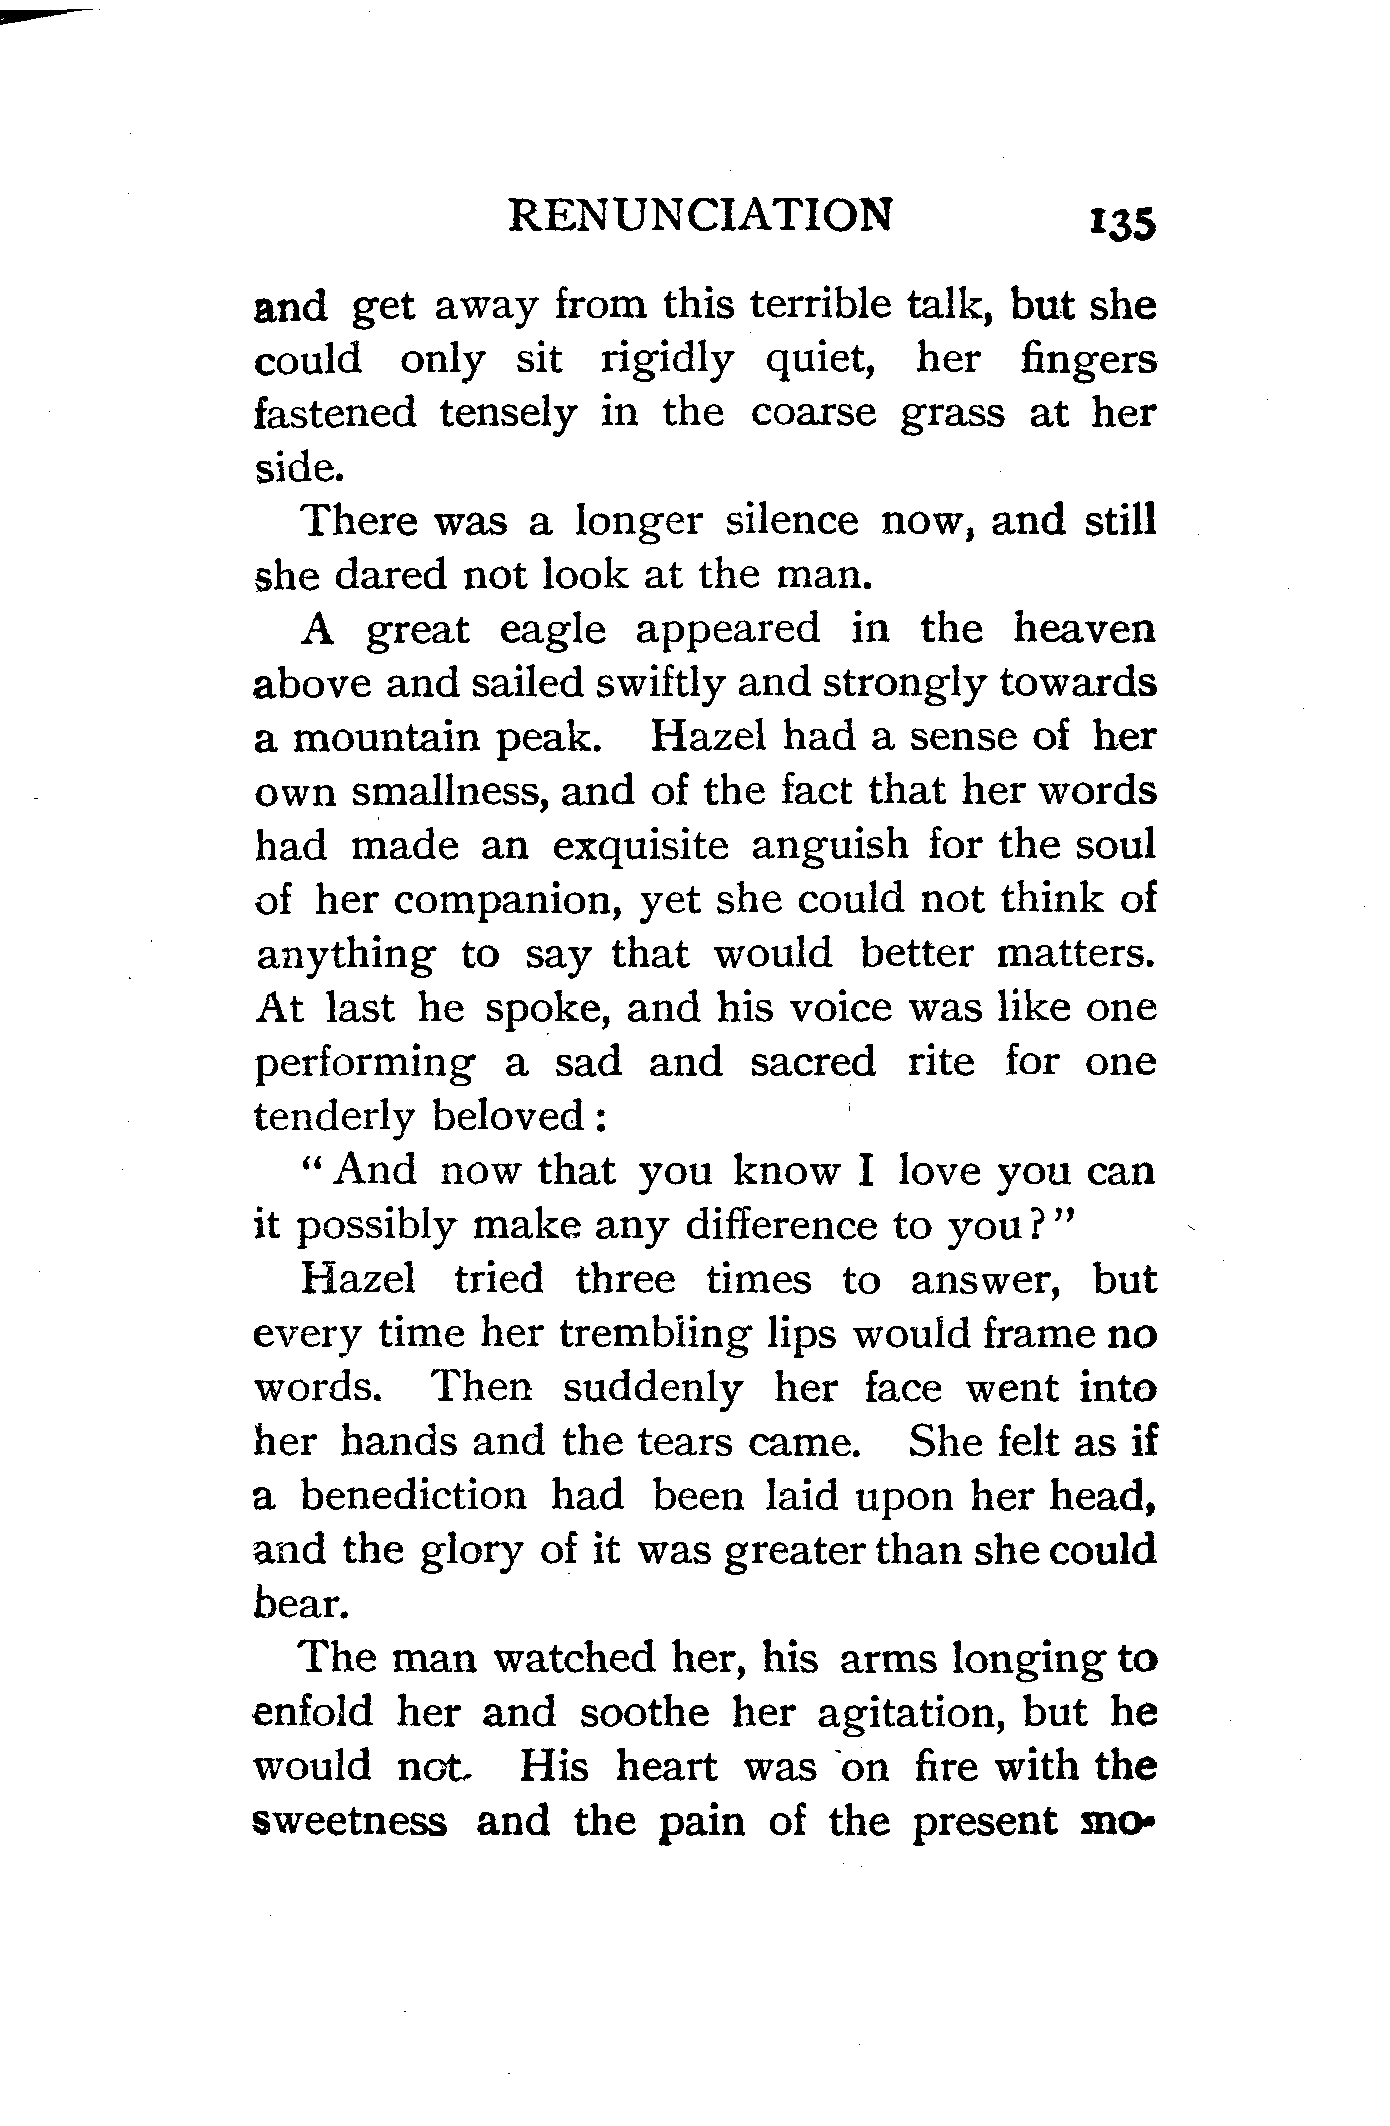 RENUNCIATION 135
and get away from this terrible talk, but she
could only sit rigidly quiet, her fingers
fastened tensely in the coarse grass at her
side.
There was a longer silence now, and still
she dared not look at the man.
A great eagle appeared in the heaven
above and sailed swiftly and strongly towards
a mountain peak. Hazel had a sense of her
own smallness, and of the fact that her words
had made an exquisite anguish for the soul
of her companion, yet she could not think of
anything to say that would better matters.
At last he spoke, and his voice was like one
performing a sad and sacred rite for one
tenderly beloved :
" And now that you know I love you can
it possibly make any difference to you ? "
Hazel tried three times to answer, but
every time her trembling lips would frame no
words. Then suddenly her face went into
her hands and the tears came. She felt as if
a benediction had been laid upon her head,
and the glory of it was greater than she could
bear.
The man watched her, his arms longing to
enfold her and soothe her agitation, but he
would not. His heart was on fire with the
sweetness and the pain of the present mo-